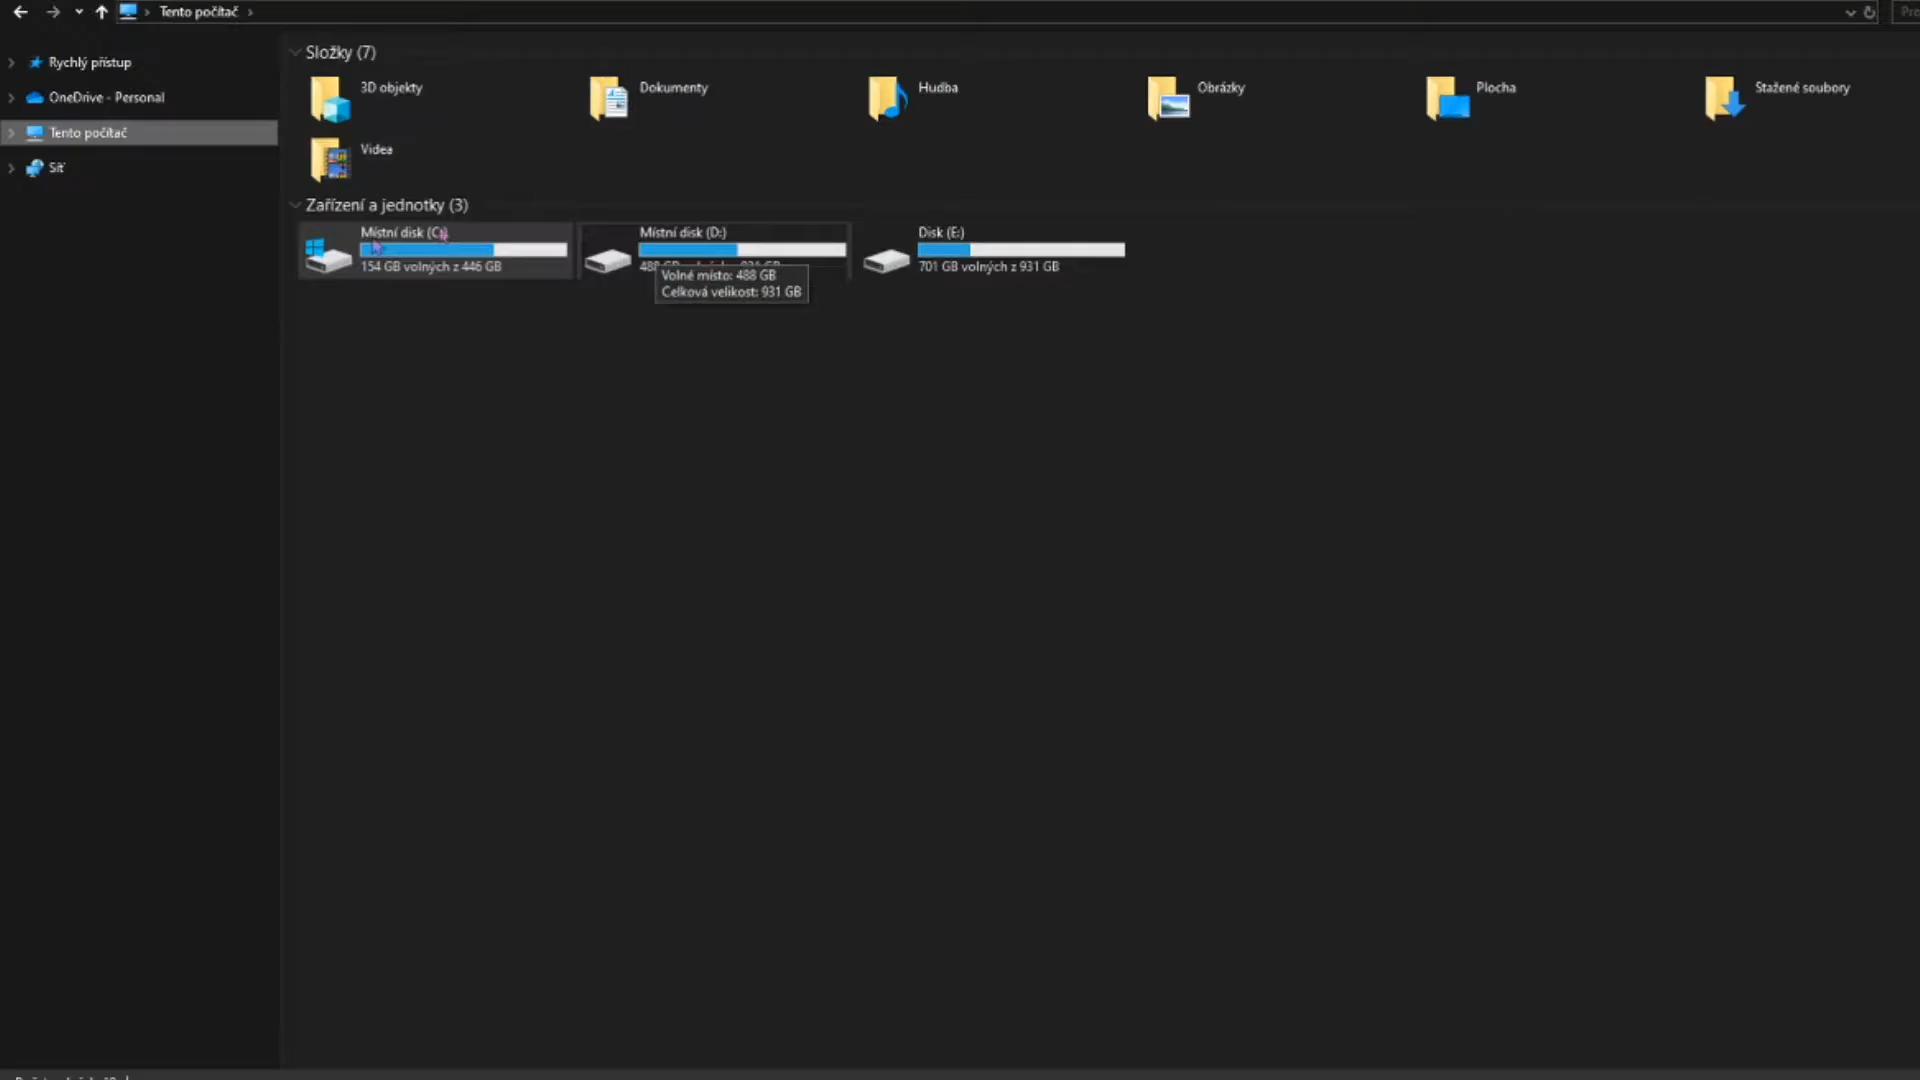 Tento počítač
Rychlý přístup
OneDrive - Personal
Tento počítač
Síť
Složky (7)
3D objekty
Dokumenty
Hudba
Obrázky
Plocha
Stažené soubory
Videa
Zařízení a jednotky (3)
Místní disk (C:)
154 GB volných z 446 GB
Místní disk (D:)
Volné místo: 488 GB
Celková velikost: 931 GB
Disk (E:)
701 GB volných z 931 GB